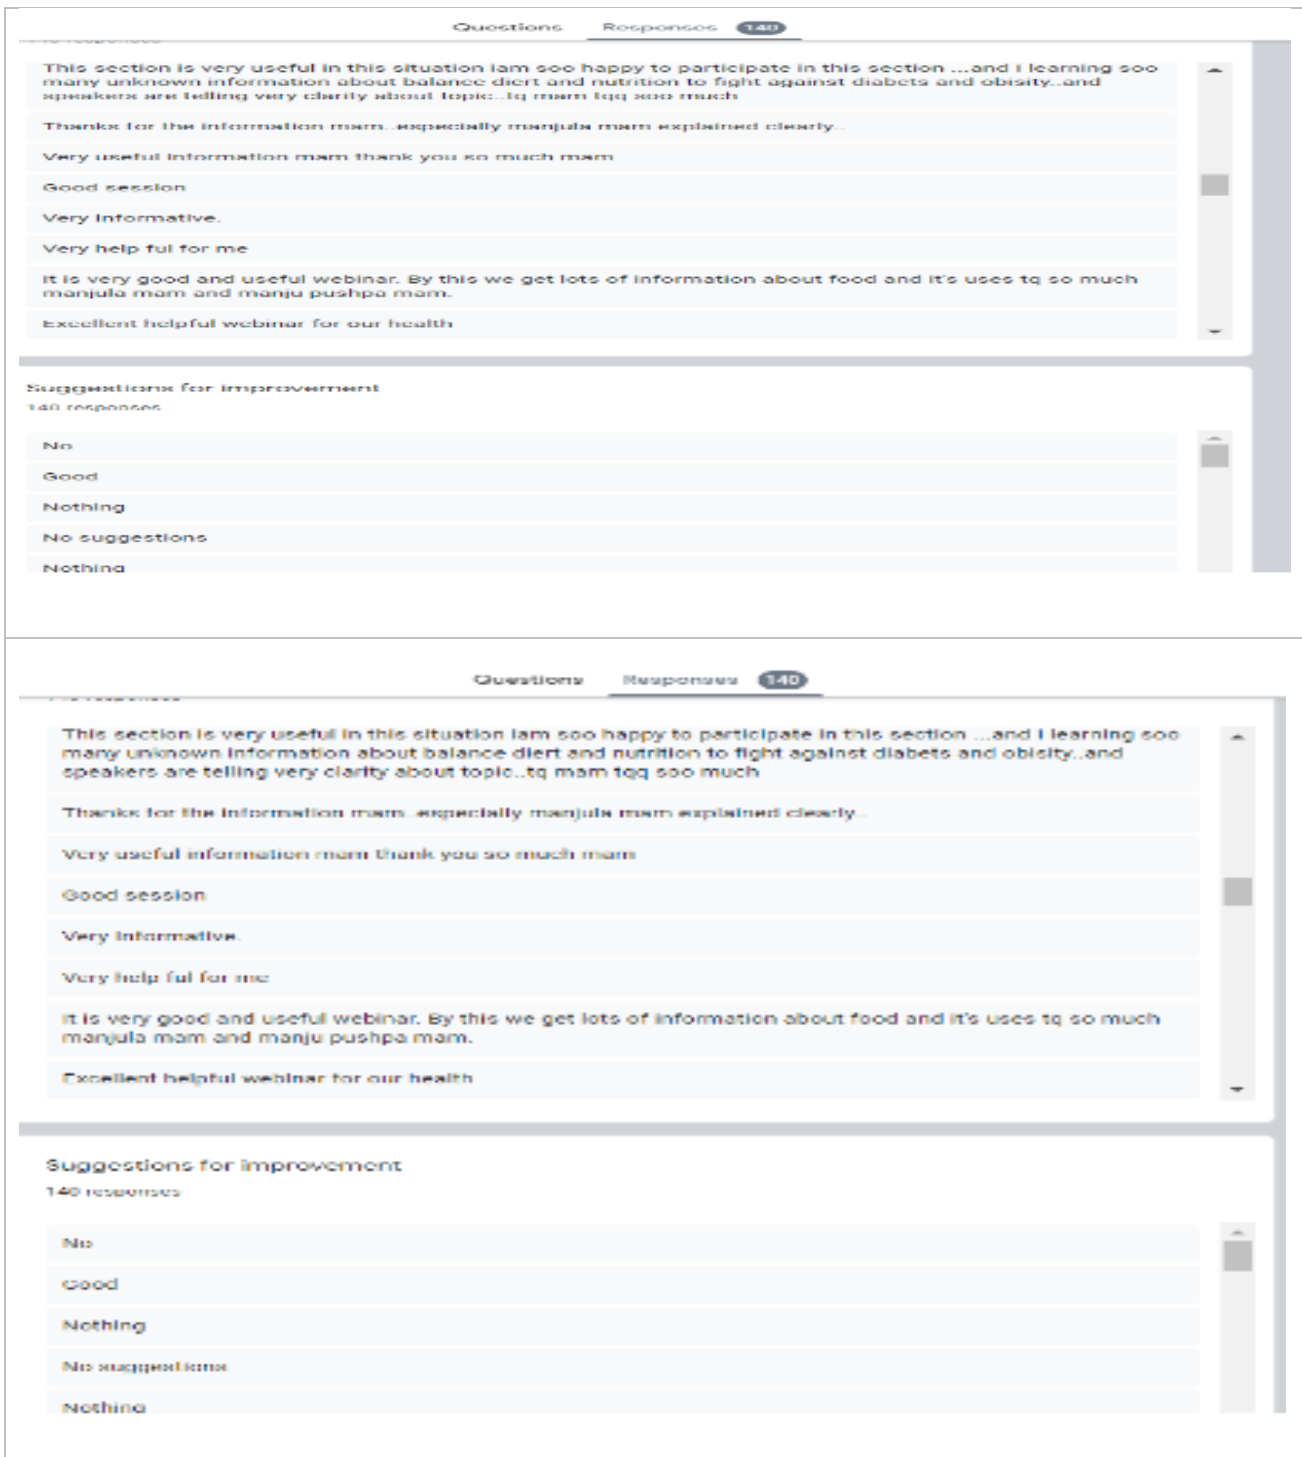 Questions Responses 140
140 responses
This section is very useful in this situation iam soo happy to participate in this section ...and i learning soo
many unknown information about balance diert and nutrition to fight against diabets and obisity..and
speakers are telling very clarity about topic..tq mam tqq soo much
Thanks for the information mam..especially manjula mam explained clearly..
Very useful information mam thank you so much mam
Good session
Very Informative.
Very help ful for me
It is very good and useful webinar. By this we get lots of information about food and it's uses tq so much
manjula mam and manju pushpa mam.
Excellent helpful webinar for our health
Suggestions for improvement
140 responses
No
Good
Nothing
No suggestions
Nothing
Questions Responses 140
140 responses
This section is very useful in this situation iam soo happy to participate in this section ...and i learning soo
many unknown information about balance diert and nutrition to fight against diabets and obisity..and
speakers are telling very clarity about topic..tq mam tqq soo much
Thanks for the information mam..especially manjula mam explained clearly..
Very useful information mam thank you so much mam
Good session
Very Informative.
Very help ful for me
It is very good and useful webinar. By this we get lots of information about food and it's uses tq so much
manjula mam and manju pushpa mam.
Excellent helpful webinar for our health
Suggestions for improvement
140 responses
No
Good
Nothing
No suggestions
Nothing